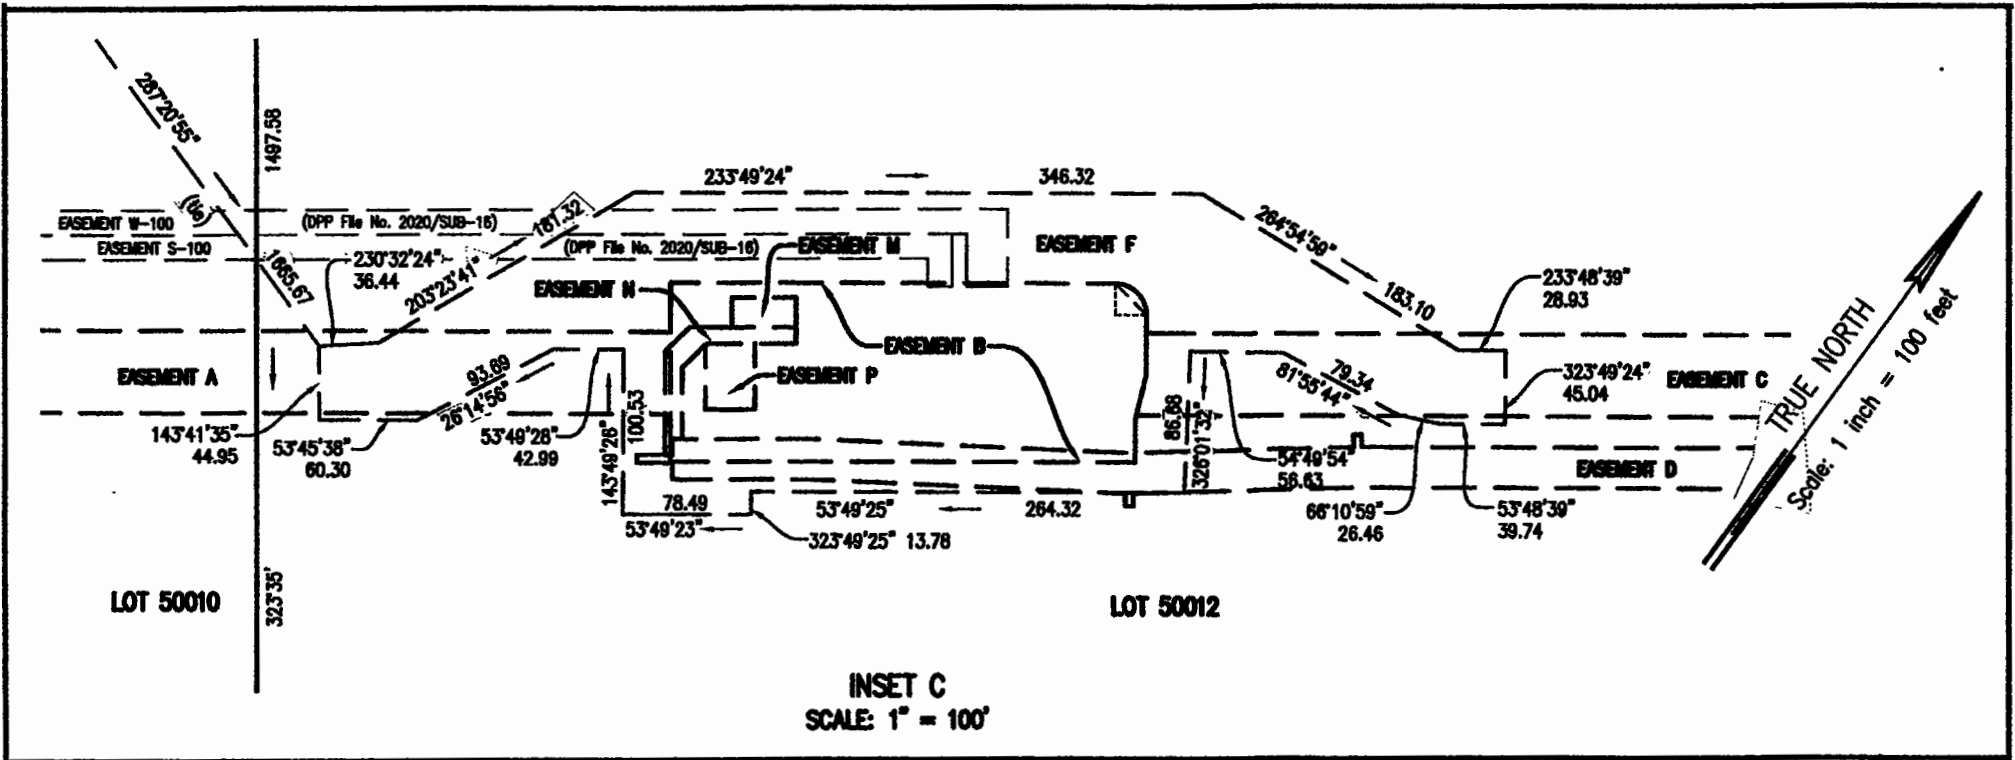 287°20'55"
(tie)
1665.67
1497.58
323°35'
EASEMENT W-100
(DPP File No. 2020/SUB-16)
EASEMENT S-100
(DPP File No. 2020/SUB-16)
230°32'24"
36.44
203°23'41"
187.32
233°49'24"
346.32
EASEMENT M
EASEMENT F
EASEMENT N
264°54'59"
183.10
233°48'39"
28.93
EASEMENT A
EASEMENT B
EASEMENT P
93.69
26°14'56"
79.34
81°55'44"
323°49'24"
45.04
EASEMENT C
143°41'35"
44.95
53°45'38"
60.30
53°49'28"
42.99
143°49'26"
100.53
86.68
326°01'32"
54°49'54
56.63
EASEMENT D
78.49
53°49'23"
53°49'25"
264.32
323°49'25" 13.78
66°10'59"
26.46
53°48'39"
39.74
TRUE NORTH
Scale: 1 inch = 100 feet
LOT 50010
LOT 50012
INSET C
SCALE: 1" = 100'